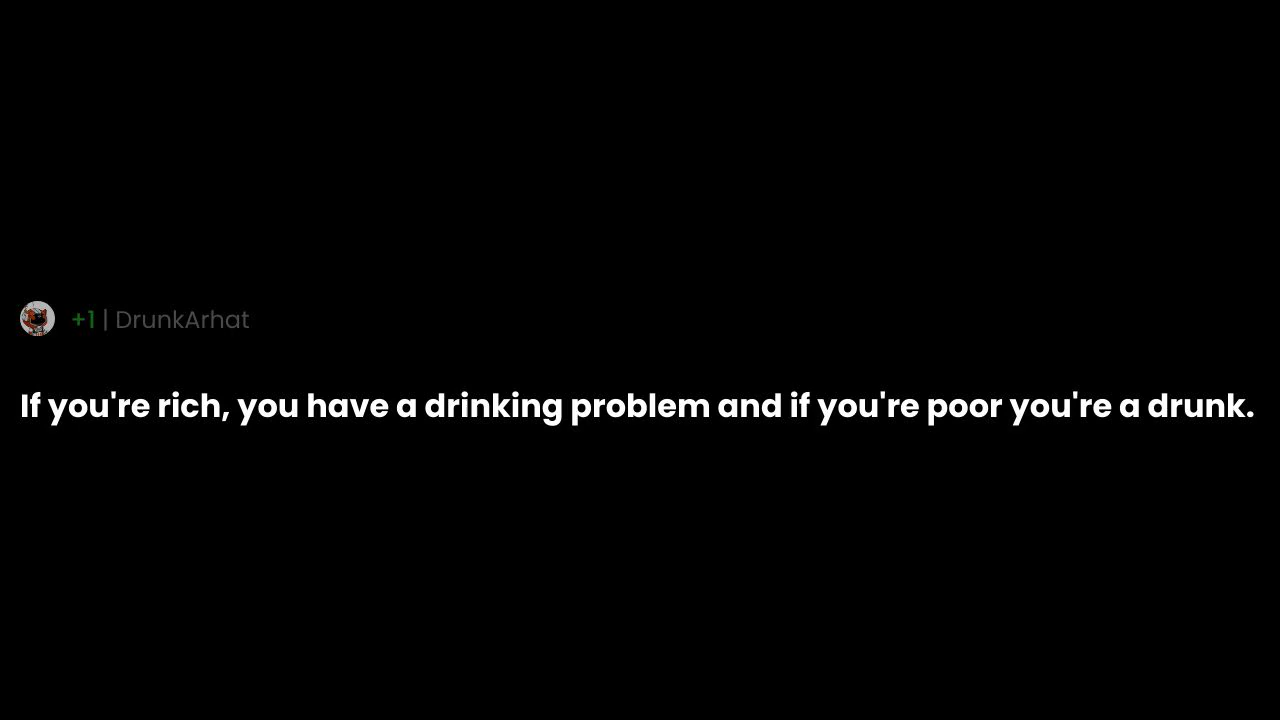 +1 | DrunkArhat
If you're rich, you have a drinking problem and if you're poor you're a drunk.